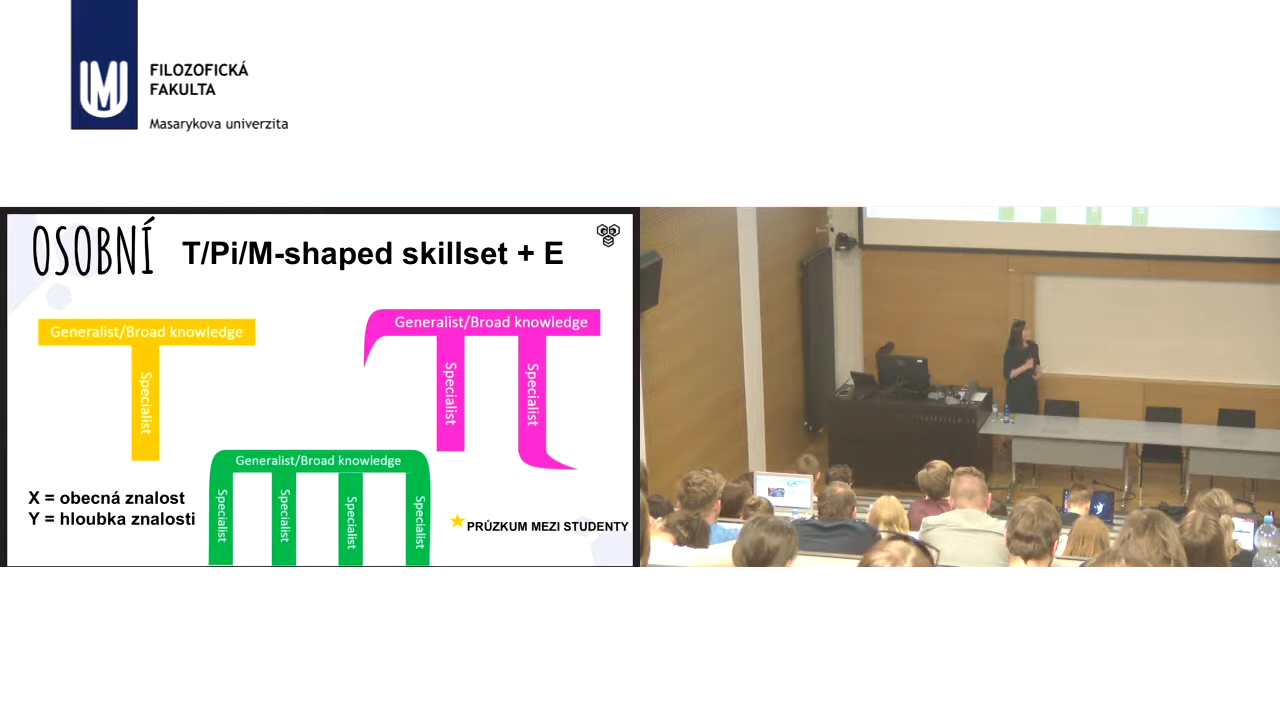 FILOZOFICKÁ
FAKULTA
Masarykova univerzita
OSOBNÍ
T/Pi/M-shaped skillset + E
Generalist/Broad knowledge
Specialist
Generalist/Broad knowledge
Specialist
Specialist
Generalist/Broad knowledge
Specialist
Specialist
Specialist
Specialist
X = obecná znalost
Y = hloubka znalosti
PRŮZKUM MEZI STUDENTY